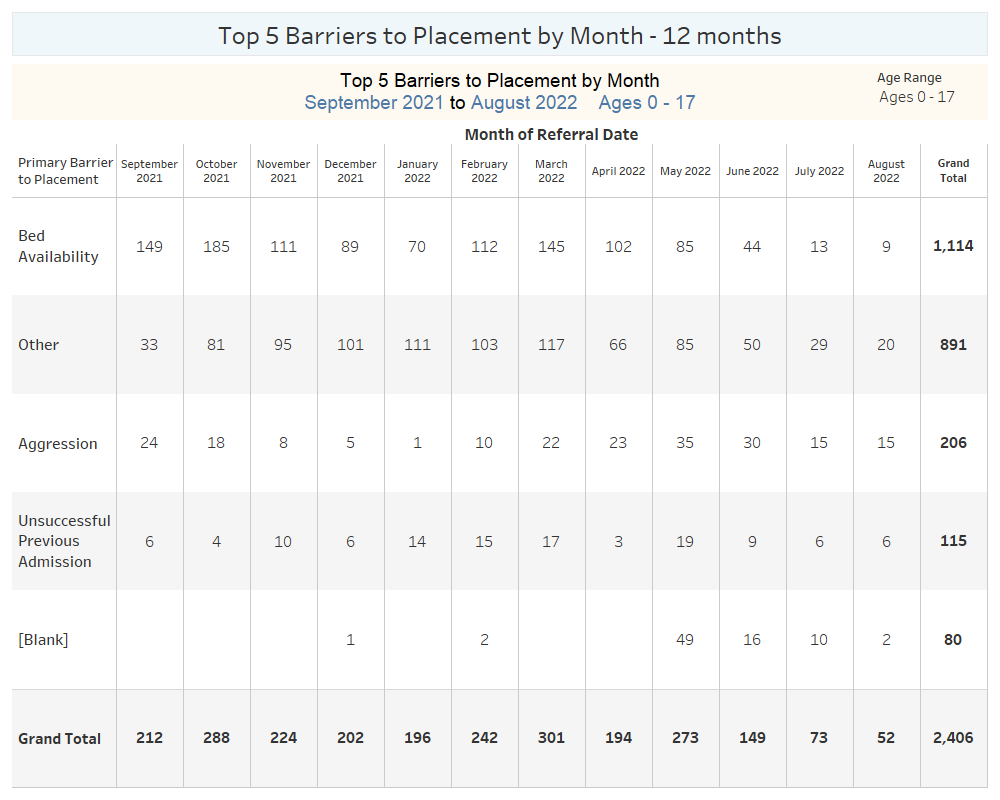 Top 5 Barriers to Placement by Month - 12 months
Top 5 Barriers to Placement by Month
September 2021 to August 2022 Ages 0 - 17
Age Range
Ages 0 - 17
Month of Referral Date
Primary Barrier
to Placement
September
2021
October
2021
November
2021
December
2021
January
2022
February
2022
March
2022
April 2022
May 2022
June 2022
July 2022
August
2022
Grand
Total
Bed
Availability
149 185 111 89 70 112 145 102 85 44 13 9 1,114
Other 33 81 95 101 111 103 117 66 85 50 29 20 891
Aggression 24 18 8 5 1 10 22 23 35 30 15 15 206
Unsuccessful
Previous
Admission
6 4 10 6 14 15 17 3 19 9 6 6 115
[Blank] 1 2 49 16 10 2 80
Grand Total 212 288 224 202 196 242 301 194 273 149 73 52 2,406